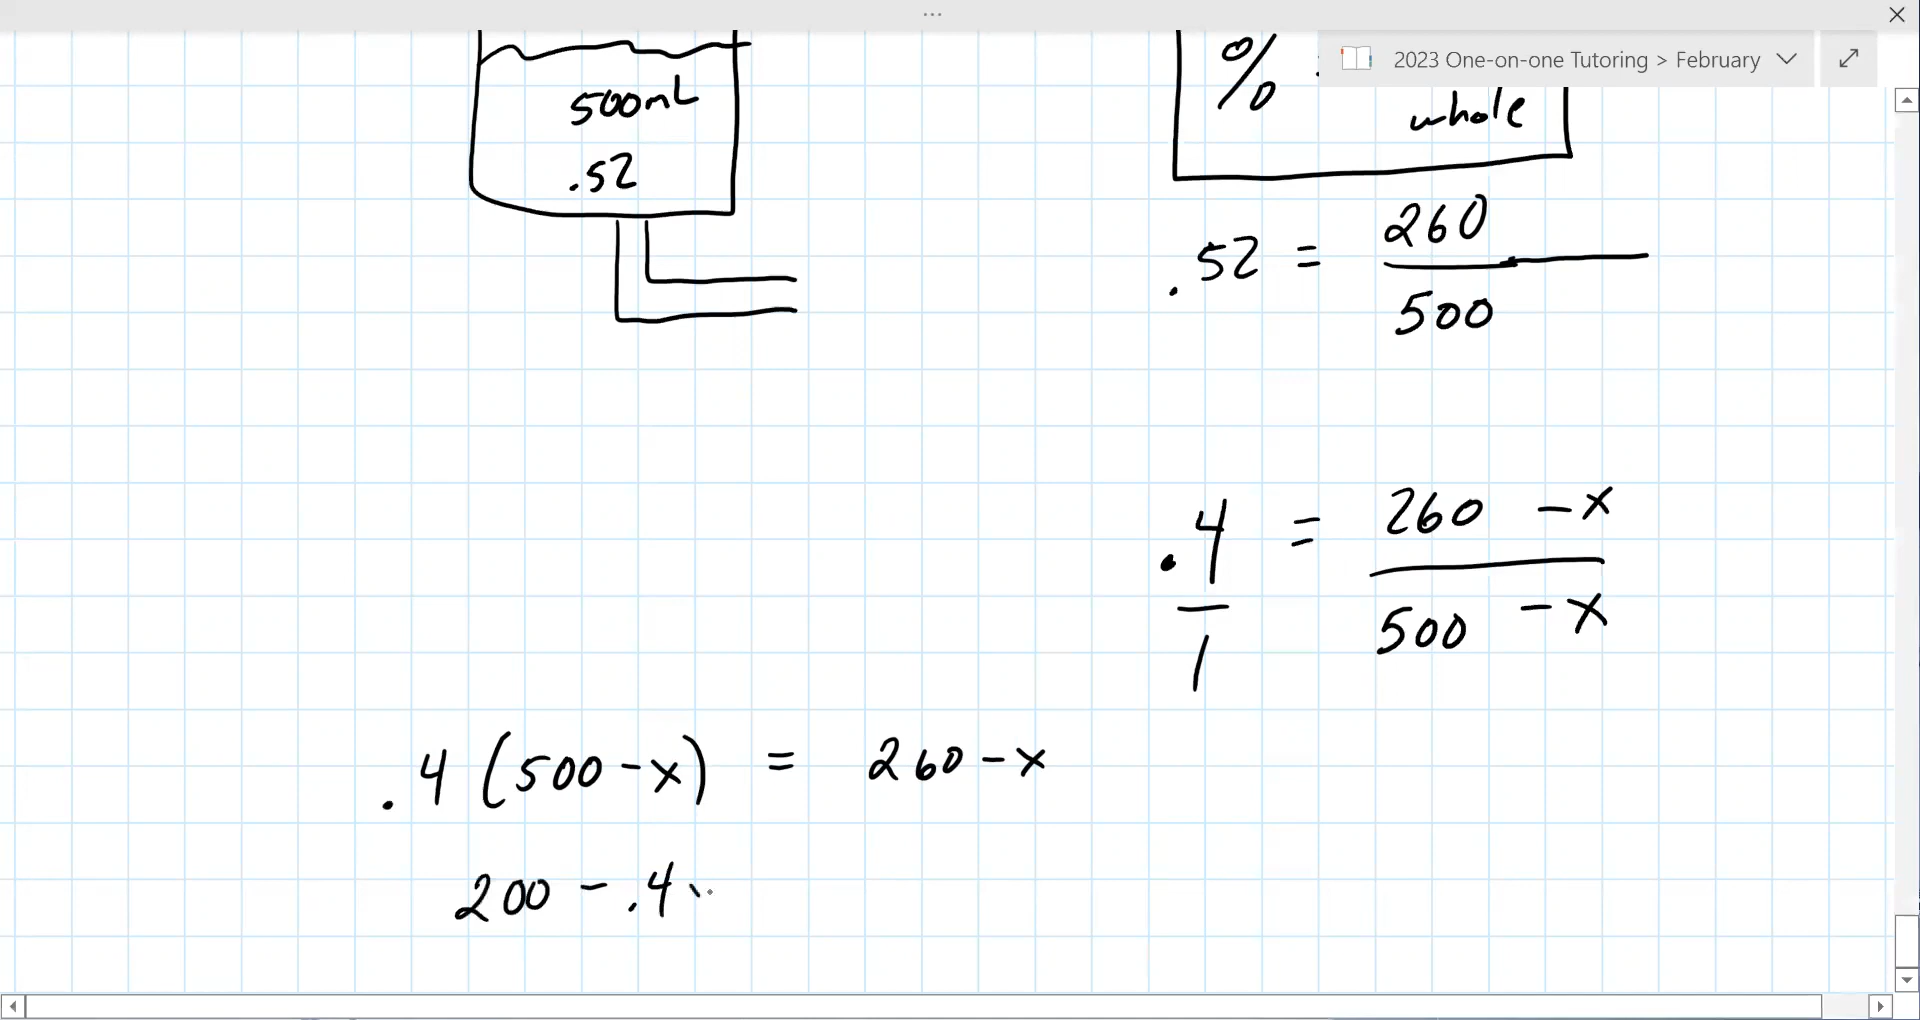 ...
2023 One-on-one Tutoring > February
500mL
.52
%
whole
.52 = 260
500
.4 = 260 - x
1 500 - x
.4 (500 - x) = 260 - x
200 - .4